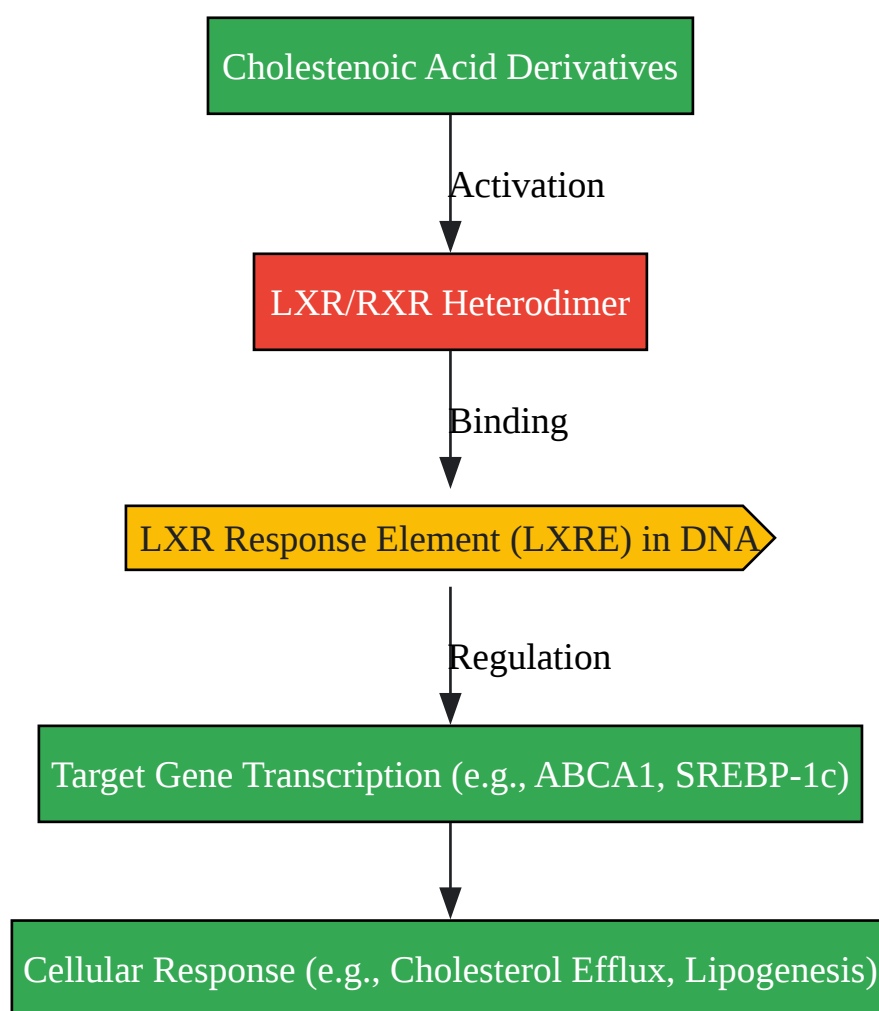 Cholestenoic Acid Derivatives
Activation
LXR/RXR Heterodimer
Binding
LXR Response Element (LXRE) in DNA
Regulation
Target Gene Transcription (e.g., ABCA1, SREBP-1c)
Cellular Response (e.g., Cholesterol Efflux, Lipogenesis)